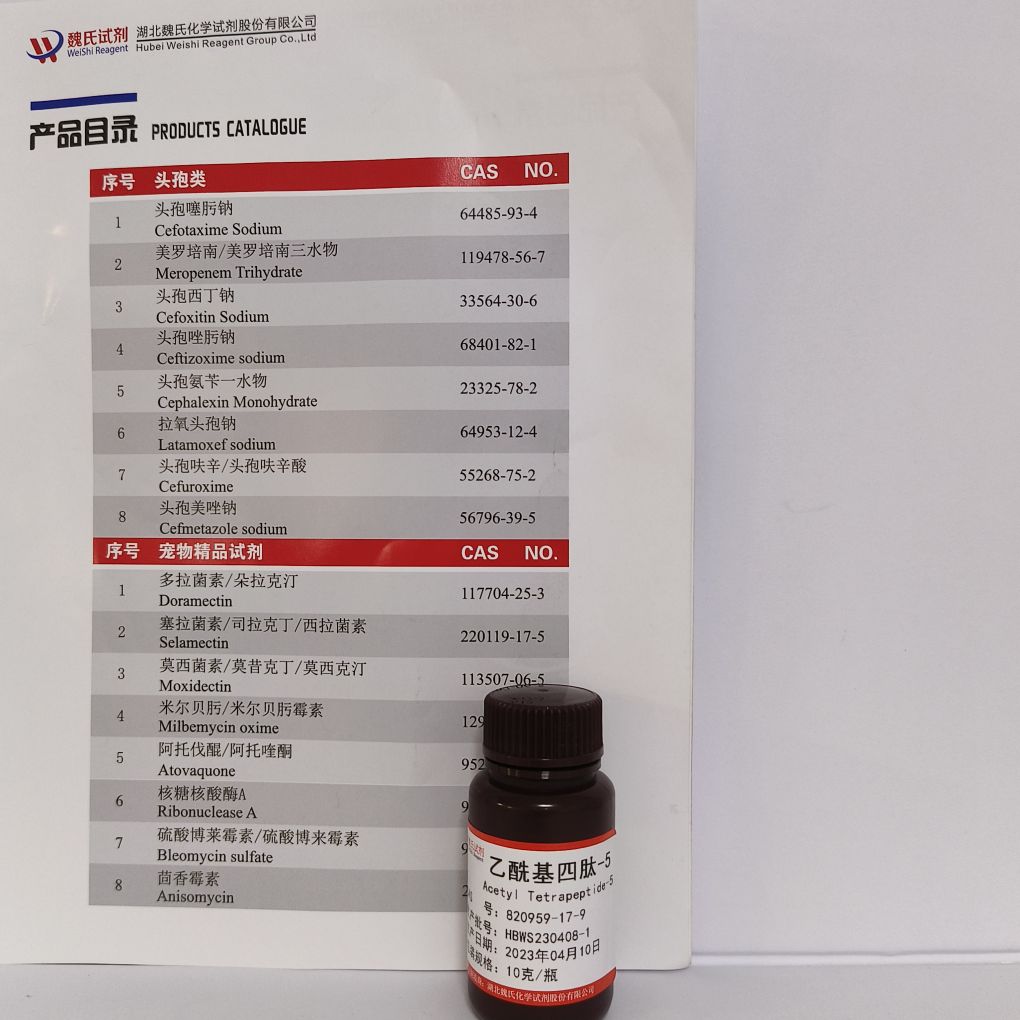 魏氏试剂
WeiShi Reagent
湖北魏氏化学试剂股份有限公司
Hubei Weishi Reagent Group Co.,Ltd
产品目录 PRODUCTS CATALOGUE
序号 头孢类 CAS NO.
1 头孢噻肟钠 64485-93-4
Cefotaxime Sodium
2 美罗培南/美罗培南三水物 119478-56-7
Meropenem Trihydrate
3 头孢西丁钠 33564-30-6
Cefoxitin Sodium
4 头孢唑肟钠 68401-82-1
Ceftizoxime sodium
5 头孢氨苄一水物 23325-78-2
Cephalexin Monohydrate
6 拉氧头孢钠 64953-12-4
Latamoxef sodium
7 头孢呋辛/头孢呋辛酸 55268-75-2
Cefuroxime
8 头孢美唑钠 56796-39-5
Cefmetazole sodium
序号 宠物精品试剂 CAS NO.
1 多拉菌素/朵拉克汀 117704-25-3
Doramectin
2 塞拉菌素/司拉克丁/西拉菌素 220119-17-5
Selamectin
3 莫西菌素/莫昔克丁/莫西克汀 113507-06-5
Moxidectin
4 米尔贝肟/米尔贝肟霉素 129
Milbemycin oxime
5 阿托伐醌/阿托喹酮 952
Atovaquone
6 核糖核酸酶A 9
Ribonuclease A
7 硫酸博莱霉素/硫酸博来霉素 9
Bleomycin sulfate
8 茴香霉素 2
Anisomycin
氏试剂
乙酰基四肽-5
Acetyl Tetrapeptide-5
号: 820959-17-9
批号: HBWS230408-1
日期: 2023年04月10日
规格: 10克/瓶
湖北魏氏化学试剂股份有限公司